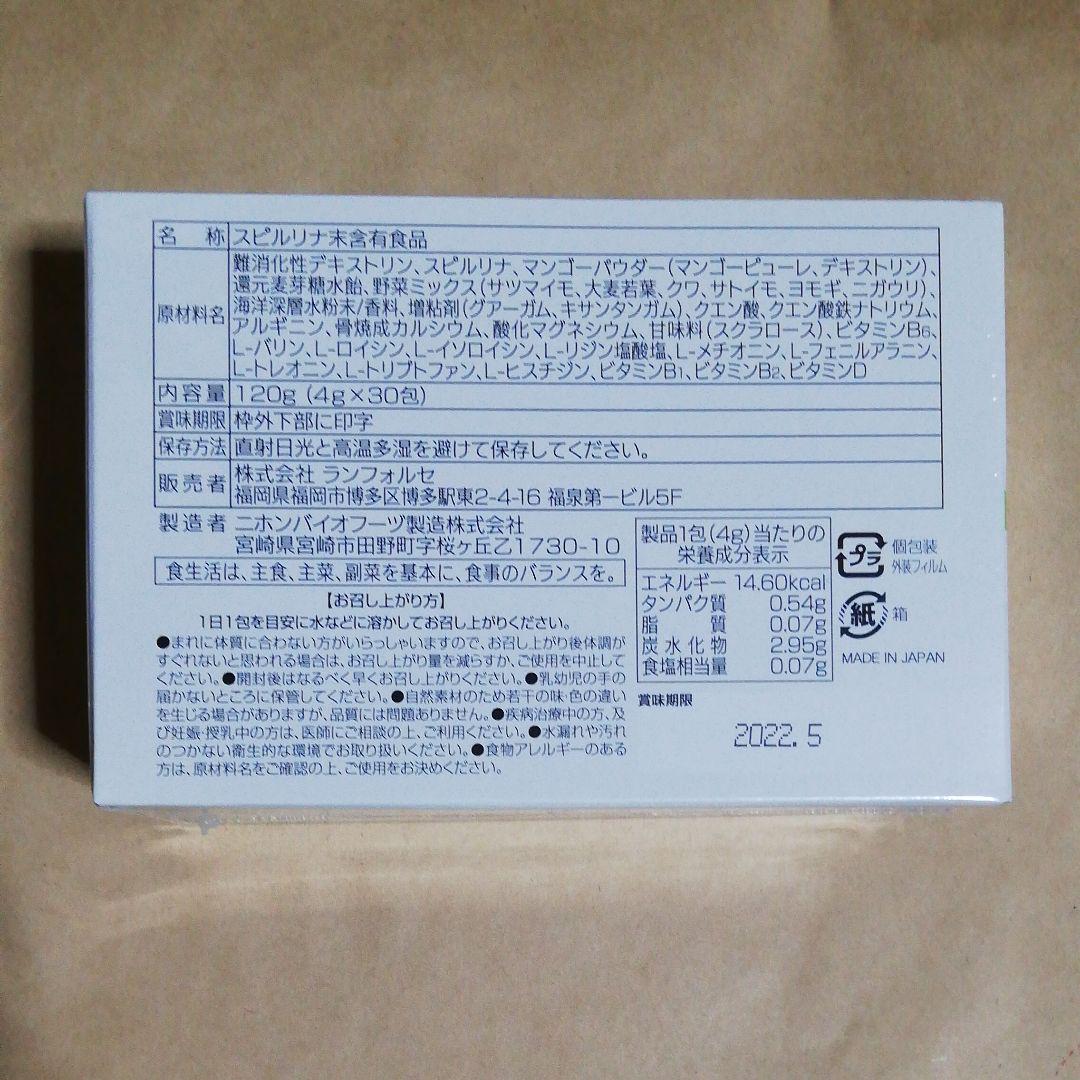 名 称 スピルリナ末含有食品
原材料名
難消化性デキストリン、スピルリナ、マンゴーパウダー（マンゴーピューレ、デキストリン）、
還元麦芽糖水飴、野菜ミックス（サツマイモ、大麦若葉、クワ、サトイモ、ヨモギ、ニガウリ）、
海洋深層水粉末/香料、増粘剤（グアーガム、キサンタンガム）、クエン酸、クエン酸鉄ナトリウム、
アルギニン、骨焼成カルシウム、酸化マグネシウム、甘味料（スクラロース）、ビタミンB6、
L-バリン、L-ロイシン、L-イソロイシン、L-リジン塩酸塩、L-メチオニン、L-フェニルアラニン、
L-トレオニン、L-トリプトファン、L-ヒスチジン、ビタミンB1、ビタミンB2、ビタミンD
内容量 120g（4g×30包）
賞味期限 枠外下部に印字
保存方法 直射日光と高温多湿を避けて保存してください。
販売者 株式会社 ランフォルセ
福岡県福岡市博多区博多駅東2-4-16 福泉第一ビル5F
製造者 ニホンバイオフーヅ製造株式会社
宮崎県宮崎市田野町字桜ヶ丘乙1730-10
食生活は、主食、主菜、副菜を基本に、食事のバランスを。
【お召し上がり方】
1日1包を目安に水などに溶かしてお召し上がりください。
●まれに体質に合わない方がいらっしゃいますので、お召し上がり後体調が
すぐれないと思われる場合は、お召し上がり量を減らすか、ご使用を中止して
ください。●開封後はなるべく早くお召し上がりください。●乳幼児の手の
届かないところに保管してください。●自然素材のため若干の味・色の違い
を生じる場合がありますが、品質には問題ありません。●疾病治療中の方、及
び妊娠・授乳中の方は、医師にご相談の上、ご利用ください。●水漏れや汚れ
のつかない衛生的な環境でお取り扱いください。●食物アレルギーのある
方は、原材料名をご確認の上、ご使用をお決めください。
製品1包（4g）当たりの
栄養成分表示
エネルギー 14.60kcal
タンパク質 0.54g
脂 質 0.07g
炭水化物 2.95g
食塩相当量 0.07g
プラ 個包装
外装フィルム
紙 箱
MADE IN JAPAN
賞味期限
2022.5